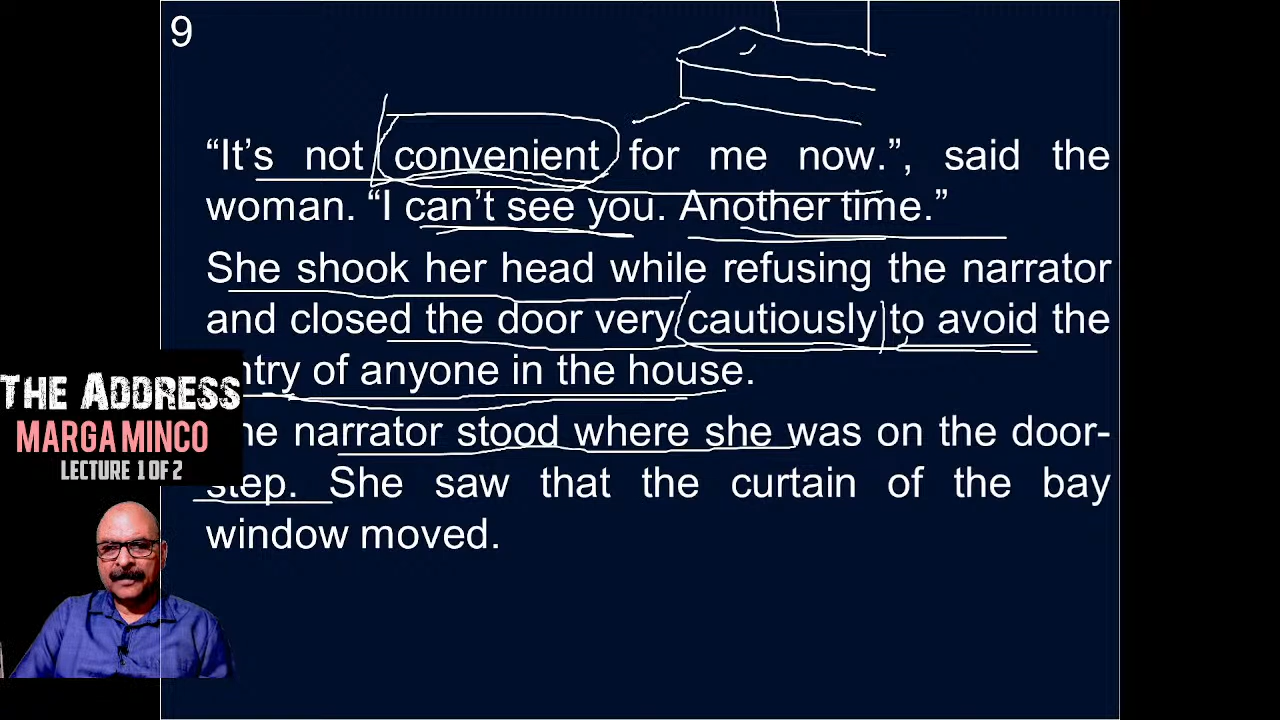 9
“It’s not convenient for me now.”, said the
woman. “I can’t see you. Another time.”
She shook her head while refusing the narrator
and closed the door very cautiously to avoid the
ntry of anyone in the house.
he narrator stood where she was on the door-
step. She saw that the curtain of the bay
window moved.
THE ADDRESS
MARGA MINCO
LECTURE 1 OF 2